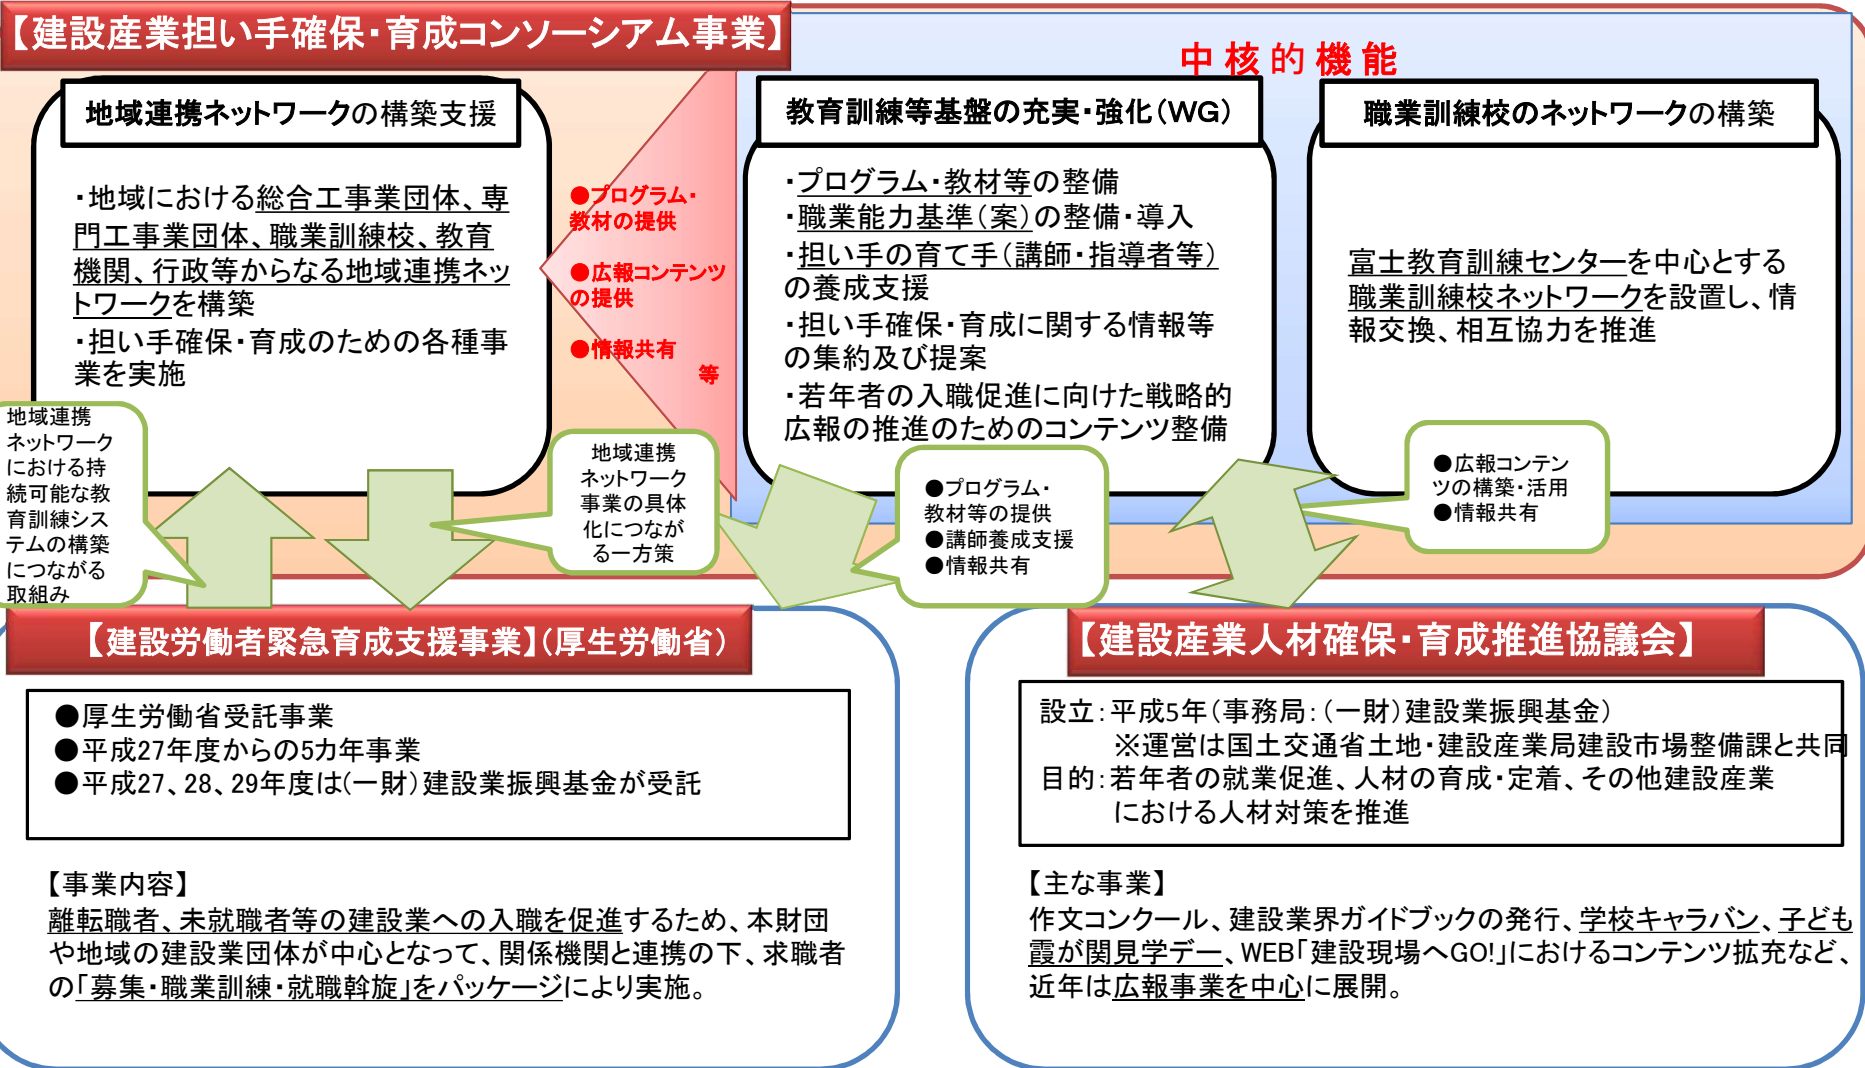 【建設産業担い手確保・育成コンソーシアム事業】
中核的機能
地域連携ネットワークの構築支援
・地域における総合工事業団体、専
門工事業団体、職業訓練校、教育
機関、行政等からなる地域連携ネッ
トワークを構築
・担い手確保・育成のための各種事
業を実施
●プログラム・
教材の提供
●広報コンテンツ
の提供
●情報共有
等
教育訓練等基盤の充実・強化(WG)
・プログラム・教材等の整備
・職業能力基準(案)の整備・導入
・担い手の育て手(講師・指導者等)
の養成支援
・担い手確保・育成に関する情報等
の集約及び提案
・若年者の入職促進に向けた戦略的
広報の推進のためのコンテンツ整備
職業訓練校のネットワークの構築
富士教育訓練センターを中心とする
職業訓練校ネットワークを設置し、情
報交換、相互協力を推進
地域連携
ネットワーク
における持
続可能な教
育訓練シス
テムの構築
につながる
取組み
地域連携
ネットワーク
事業の具体
化につなが
る一方策
●プログラム・
教材等の提供
●講師養成支援
●情報共有
●広報コンテン
ツの構築・活用
●情報共有
【建設労働者緊急育成支援事業】(厚生労働省)
●厚生労働省受託事業
●平成27年度からの5カ年事業
●平成27、28、29年度は(一財)建設業振興基金が受託
【事業内容】
離転職者、未就職者等の建設業への入職を促進するため、本財団
や地域の建設業団体が中心となって、関係機関と連携の下、求職者
の「募集・職業訓練・就職斡旋」をパッケージにより実施。
【建設産業人材確保・育成推進協議会】
設立:平成5年(事務局:(一財)建設業振興基金)
※運営は国土交通省土地・建設産業局建設市場整備課と共同
目的:若年者の就業促進、人材の育成・定着、その他建設産業
における人材対策を推進
【主な事業】
作文コンクール、建設業界ガイドブックの発行、学校キャラバン、子ども
霞が関見学デー、WEB「建設現場へGO!」におけるコンテンツ拡充など、
近年は広報事業を中心に展開。